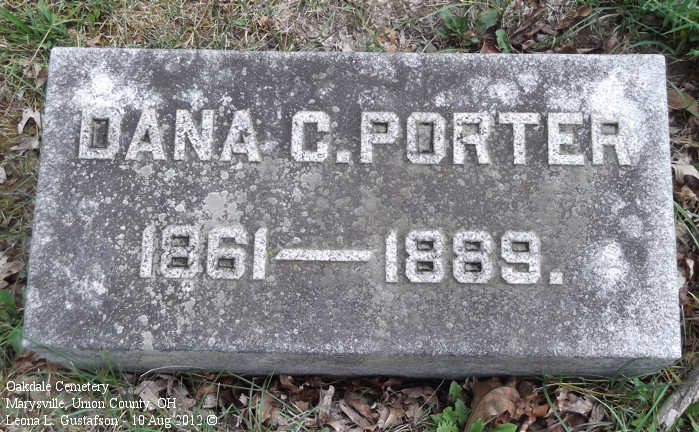 DANA C. PORTER
1861—1889.
Oakdale Cemetery
Marysville, Union County, OH
Leona L. Gustafson - 10 Aug 2012 ©